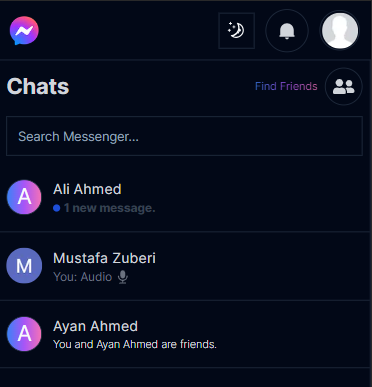 Chats
Find Friends
Search Messenger...
A
Ali Ahmed
1 new message.
M
Mustafa Zuberi
You: Audio
A
Ayan Ahmed
You and Ayan Ahmed are friends.